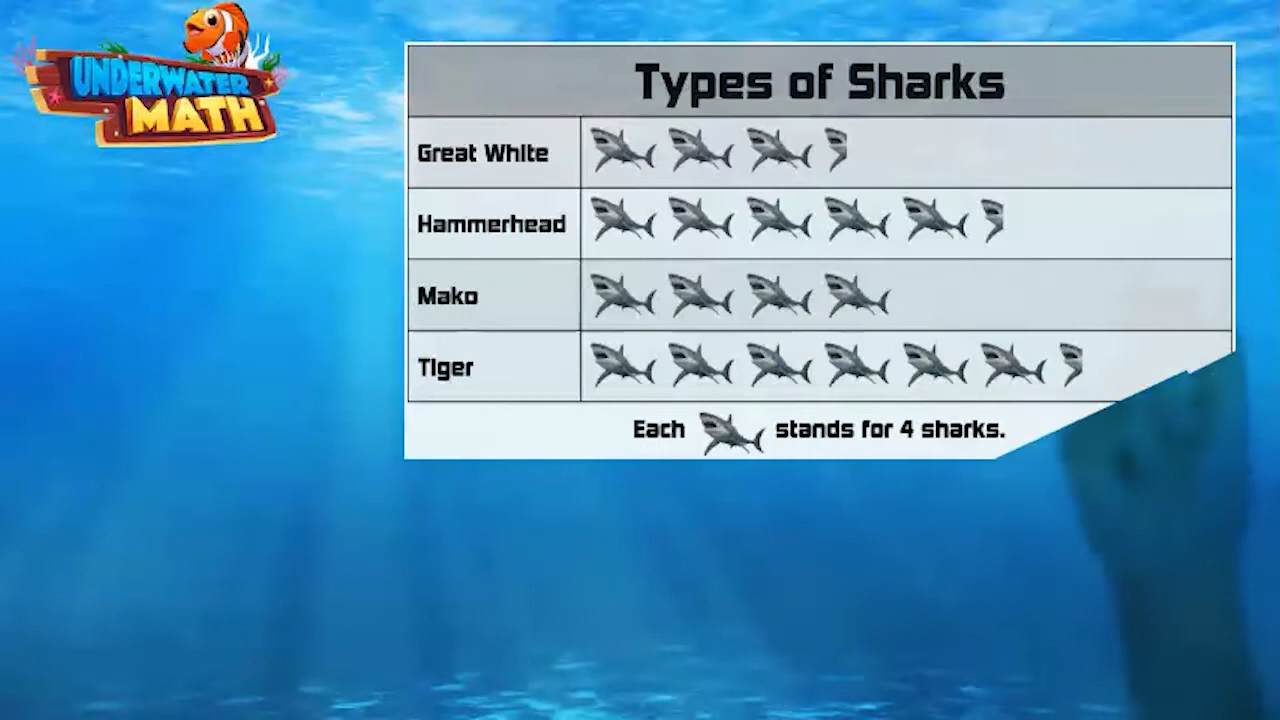 UNDERWATER
MATH
Types of Sharks
Great White
Hammerhead
Mako
Tiger
Each stands for 4 sharks.